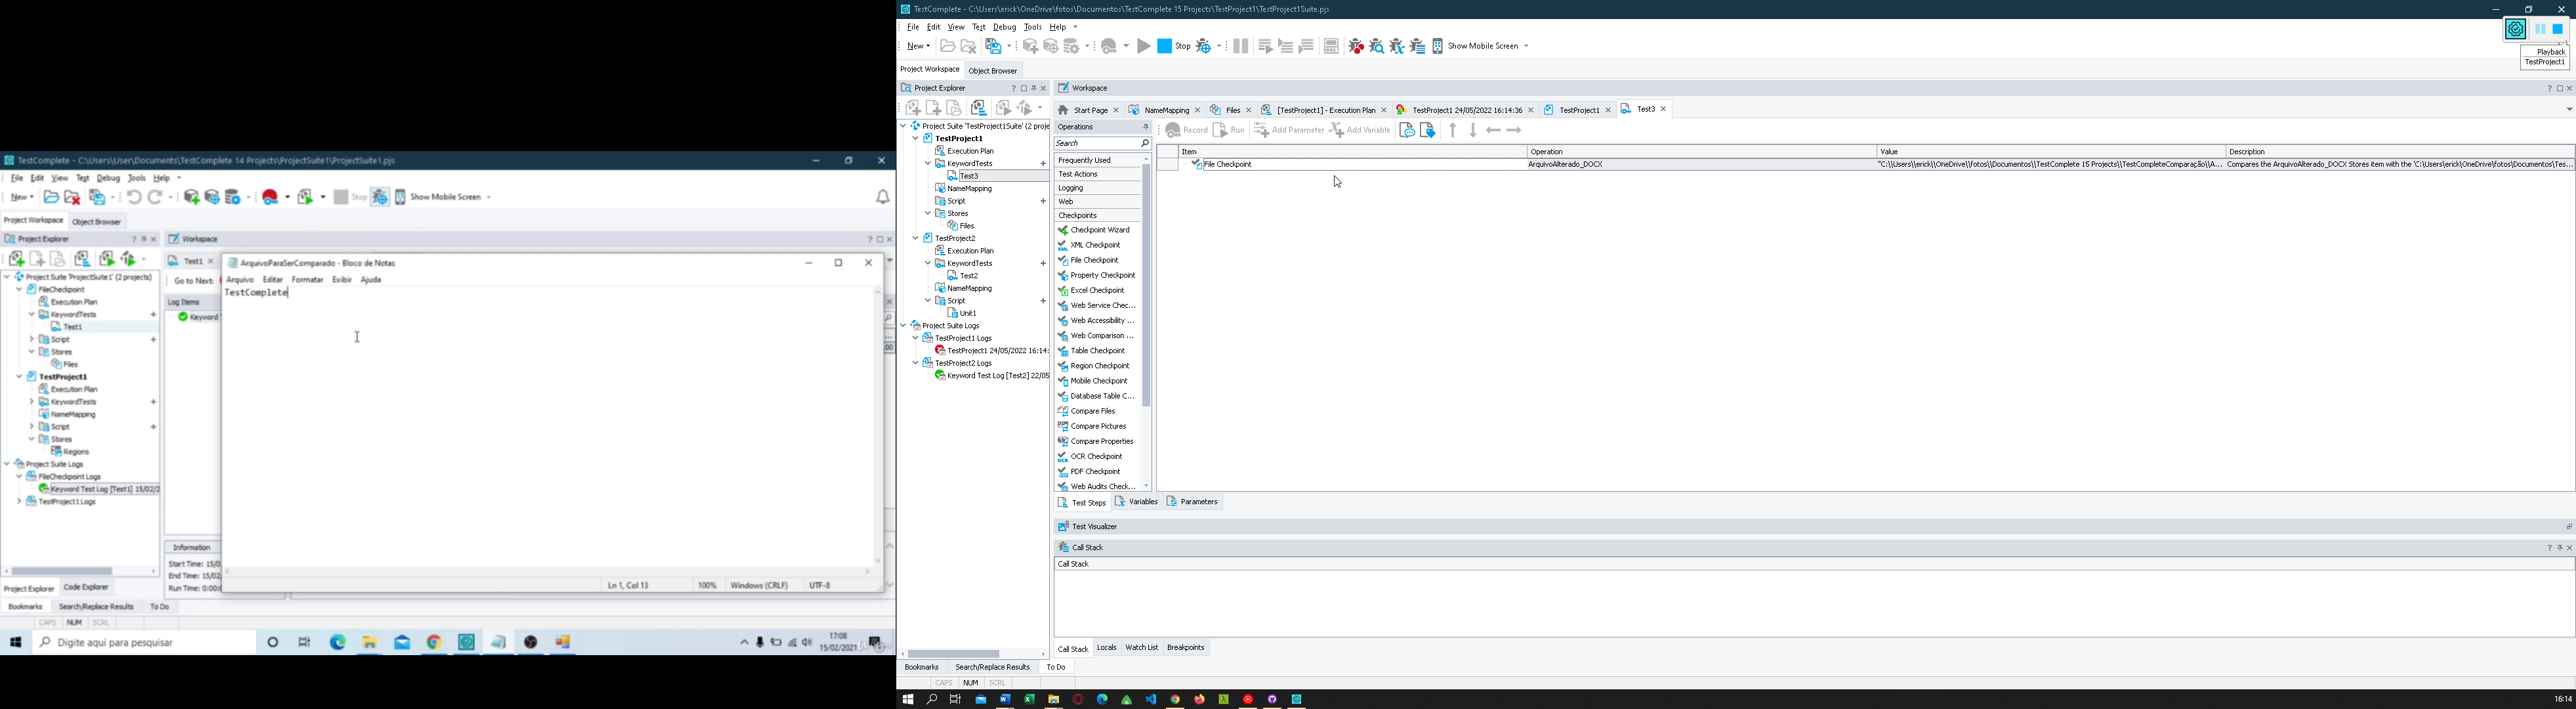 TestComplete - C:\Users\User\Documents\TestComplete 14 Projects\ProjectSuite1\ProjectSuite1.pjs
File Edit View Test Debug Tools Help
New Stop Show Mobile Screen
Project Workspace Object Browser
Project Explorer
Workspace
Project Suite 'ProjectSuite1' (2 projects)
FileCheckpoint
Execution Plan
KeywordTests
Test1
Script
Stores
Files
TestProject1
Execution Plan
KeywordTests
NameMapping
Script
Stores
Regions
Project Suite Logs
FileCheckpoint Logs
Keyword Test Log [Test1] 15/02/2
TestProject1 Logs
Project Explorer Code Explorer
Test1
Go to Next:
Log Items
Keyword
Information
Start Time: 15/0
End Time: 15/02
Run Time: 0:00:0
ArquivoParaSerComparado - Bloco de Notas
Arquivo Editar Formatar Exibir Ajuda
TestComplete
Ln 1, Col 13 100% Windows (CRLF) UTF-8
Bookmarks Search/Replace Results To Do
CAPS NUM SCRL
Digite aqui para pesquisar
17:08
15/02/2021
TestComplete - C:\Users\erick\OneDrive\fotos\Documentos\TestComplete 15 Projects\TestProject1\TestProject1Suite.pjs
File Edit View Test Debug Tools Help
New Stop Show Mobile Screen
Playback
TestProject1
Project Workspace Object Browser
Project Explorer
Project Suite 'TestProject1Suite' (2 proje
TestProject1
Execution Plan
KeywordTests
Test3
NameMapping
Script
Stores
Files
TestProject2
Execution Plan
KeywordTests
Test2
NameMapping
Script
Unit1
Project Suite Logs
TestProject1 Logs
TestProject1 24/05/2022 16:14:
TestProject2 Logs
Keyword Test Log [Test2] 22/05
Workspace
Start Page NameMapping Files [TestProject1] - Execution Plan TestProject1 24/05/2022 16:14:36 TestProject1 Test3
Operations
Search
Frequently Used
Test Actions
Logging
Web
Checkpoints
Checkpoint Wizard
XML Checkpoint
File Checkpoint
Property Checkpoint
Excel Checkpoint
Web Service Chec...
Web Accessibility ...
Web Comparison ...
Table Checkpoint
Region Checkpoint
Mobile Checkpoint
Database Table C...
Compare Files
Compare Pictures
Compare Properties
OCR Checkpoint
PDF Checkpoint
Web Audits Check...
Record Run Add Parameter Add Variable
Item Operation Value Description
File Checkpoint ArquivoAlterado_DOCX "C:\\Users\\erick\\OneDrive\\fotos\\Documentos\\TestComplete 15 Projects\\TestCompleteComparação\\A... Compares the ArquivoAlterado_DOCX Stores item with the 'C:\Users\erick\OneDrive\fotos\Documentos\Tes...
Test Steps Variables Parameters
Test Visualizer
Call Stack
Call Stack
Call Stack Locals Watch List Breakpoints
Bookmarks Search/Replace Results To Do
CAPS NUM SCRL
16:14